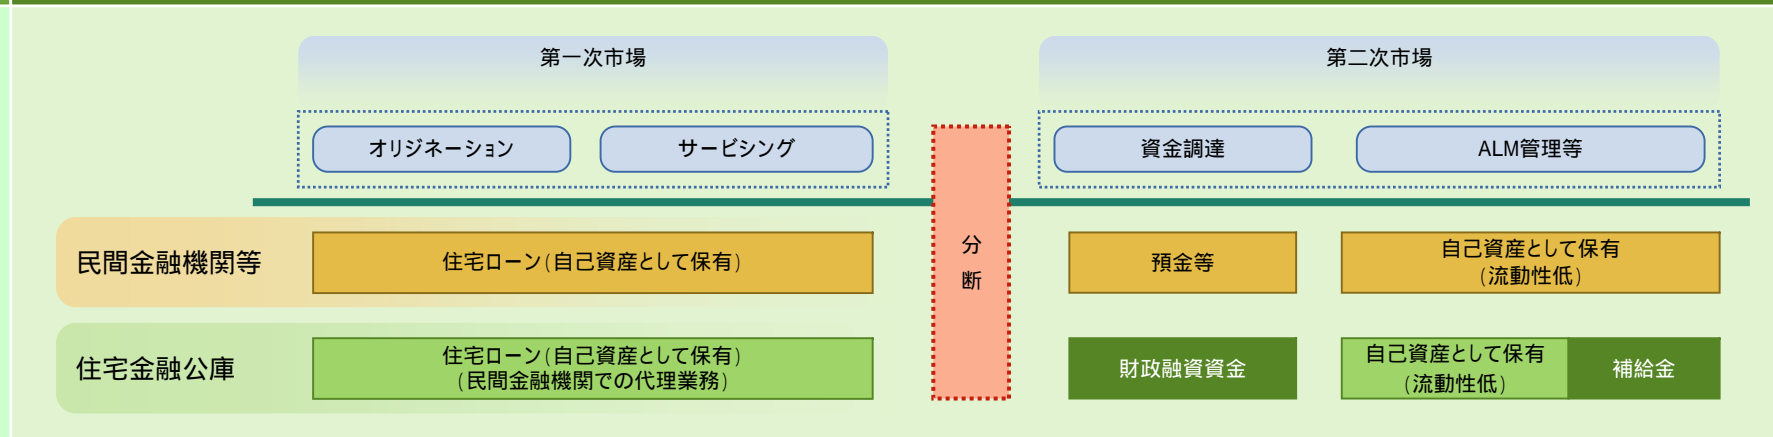 第一次市場
第二次市場
オリジネーション
サービシング
資金調達
ALM管理等
分
断
民間金融機関等
住宅ローン(自己資産として保有)
預金等
自己資産として保有
(流動性低)
住宅金融公庫
住宅ローン(自己資産として保有)
(民間金融機関での代理業務)
財政融資資金
自己資産として保有
(流動性低)
補給金